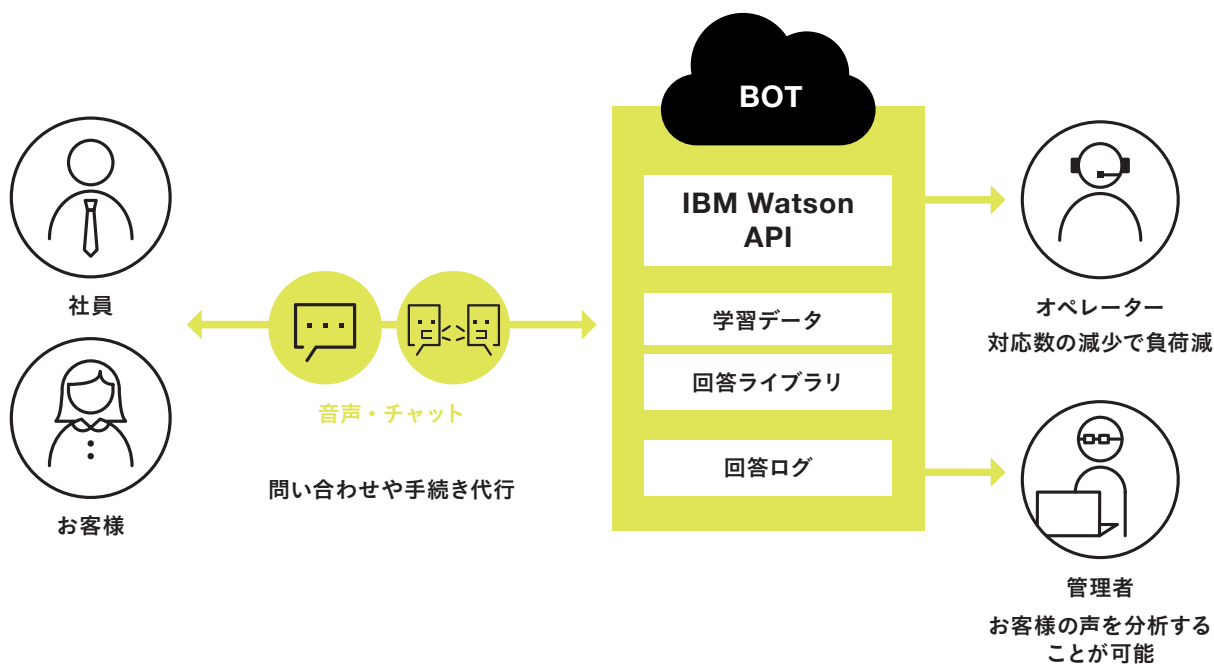 社員
お客様
音声・チャット
問い合わせや手続き代行
BOT
IBM Watson
API
学習データ
回答ライブラリ
回答ログ
オペレーター
対応数の減少で負荷減
管理者
お客様の声を分析する
ことが可能